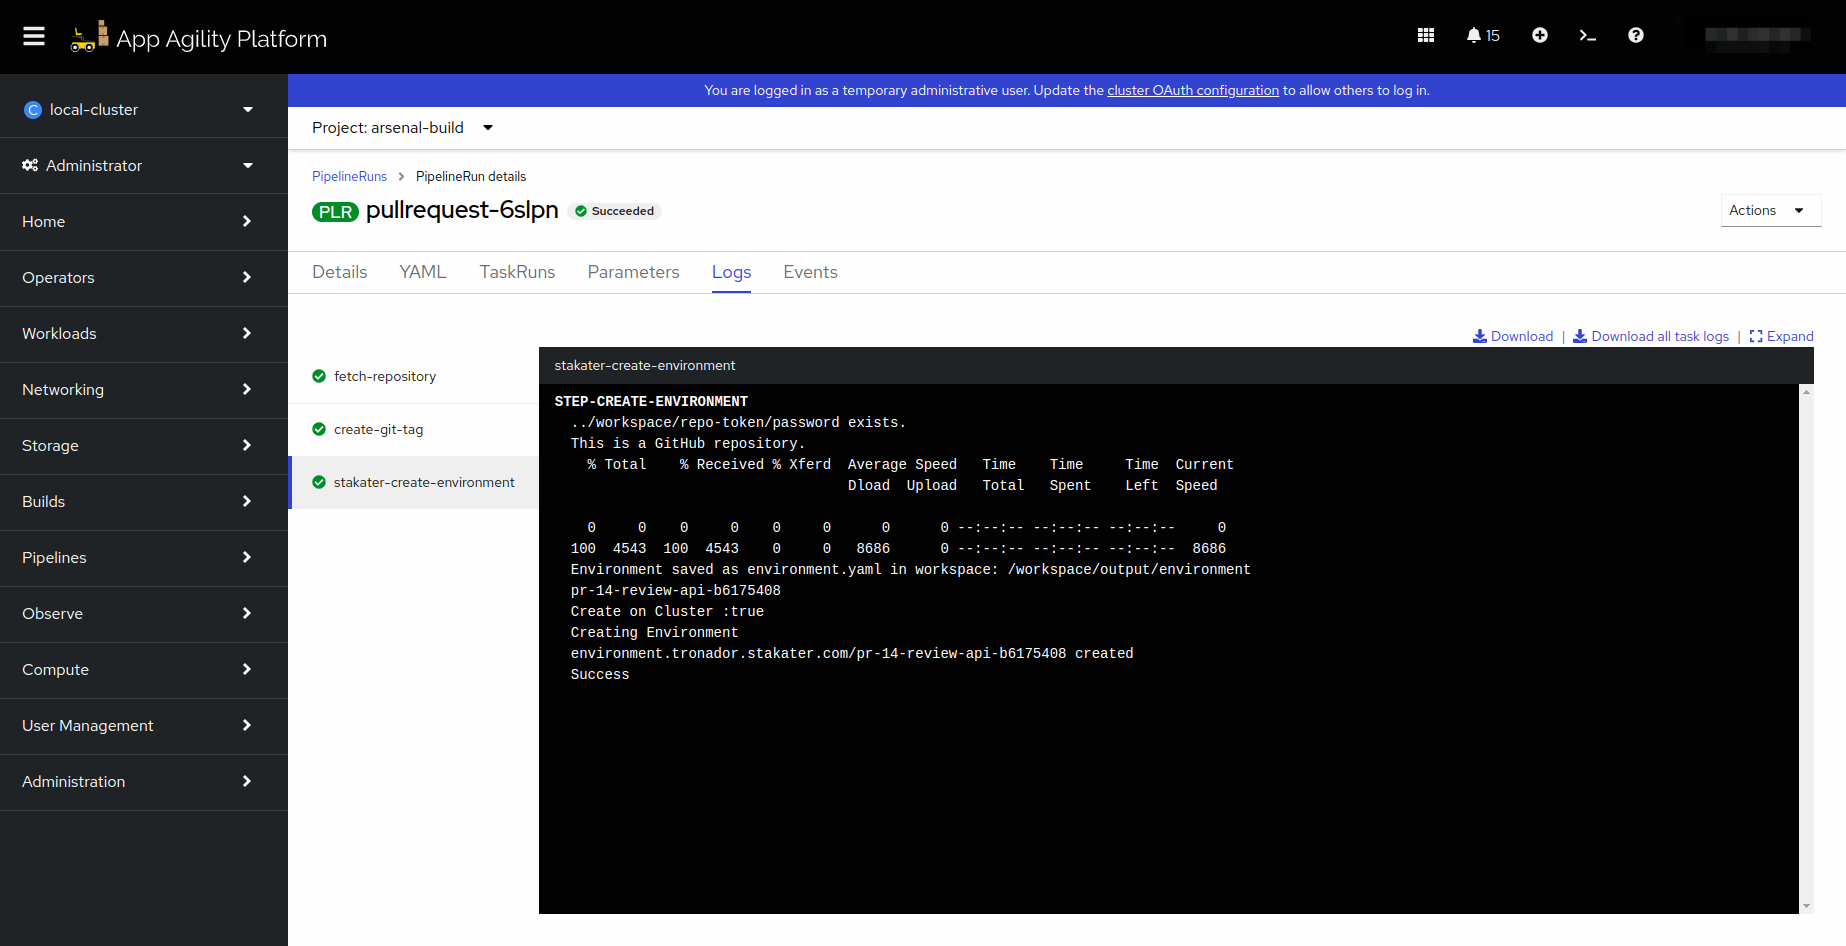 App Agility Platform
15
local-cluster
Administrator
Home
Operators
Workloads
Networking
Storage
Builds
Pipelines
Observe
Compute
User Management
Administration
You are logged in as a temporary administrative user. Update the cluster OAuth configuration to allow others to log in.
Project: arsenal-build
PipelineRuns > PipelineRun details
PLR pullrequest-6slpn Succeeded
Actions
Details YAML TaskRuns Parameters Logs Events
Download | Download all task logs | Expand
fetch-repository
create-git-tag
stakater-create-environment
stakater-create-environment
STEP-CREATE-ENVIRONMENT
../workspace/repo-token/password exists.
This is a GitHub repository.
% Total % Received % Xferd Average Speed Time Time Time Current
Dload Upload Total Spent Left Speed
0 0 0 0 0 0 0 0 --:--:-- --:--:-- --:--:-- 0
100 4543 100 4543 0 0 8686 0 --:--:-- --:--:-- --:--:-- 8686
Environment saved as environment.yaml in workspace: /workspace/output/environment
pr-14-review-api-b6175408
Create on Cluster :true
Creating Environment
environment.tronador.stakater.com/pr-14-review-api-b6175408 created
Success